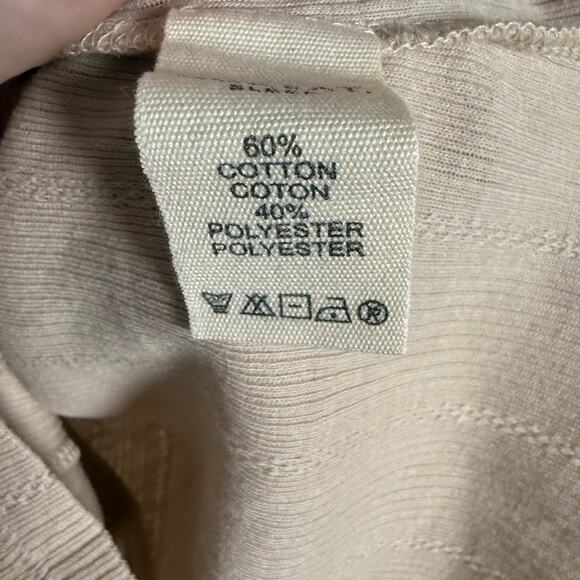 60%
COTTON
COTON
40%
POLYESTER
POLYESTER